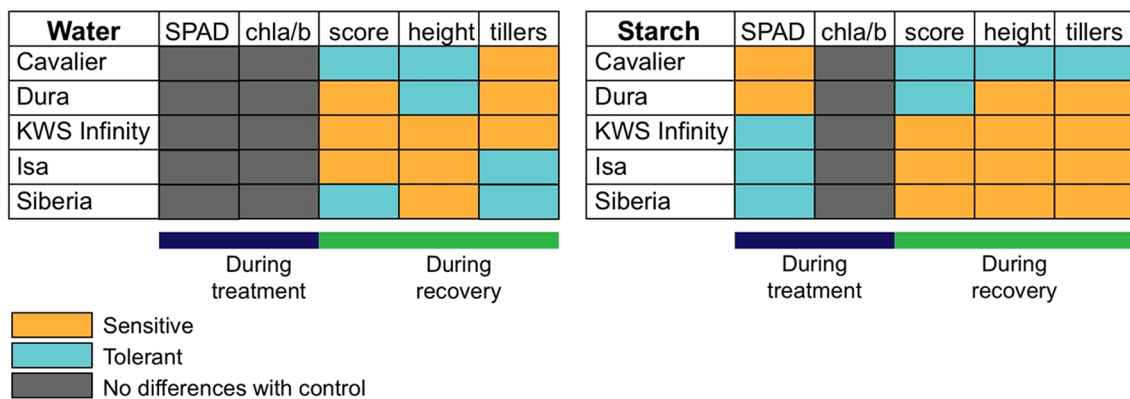 Water SPAD chla/b score height tillers
Cavalier
Dura
KWS Infinity
Isa
Siberia
During treatment
During recovery
Starch SPAD chla/b score height tillers
Cavalier
Dura
KWS Infinity
Isa
Siberia
During treatment
During recovery
Sensitive
Tolerant
No differences with control